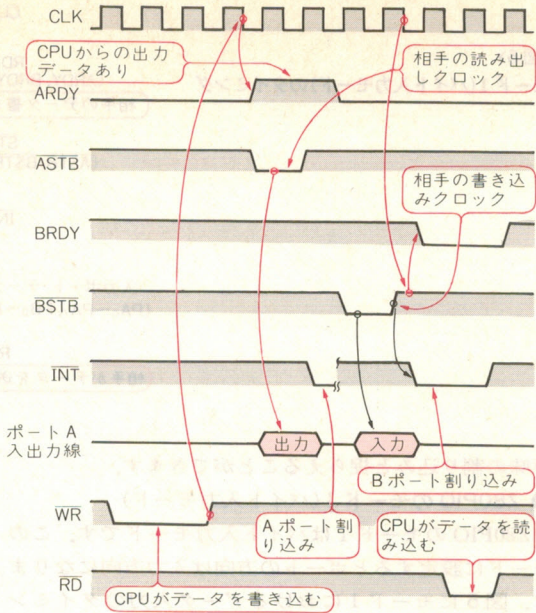 CLK
CPUからの出力
データあり
相手の読み出
しクロック
ARDY
ASTB
相手の書き込
みクロック
BRDY
BSTB
INT
ポートA
入出力線
出力
入力
Bポート割り込み
WR
Aポート割
り込み
CPUがデータを読
み込む
CPUがデータを書き込む
RD